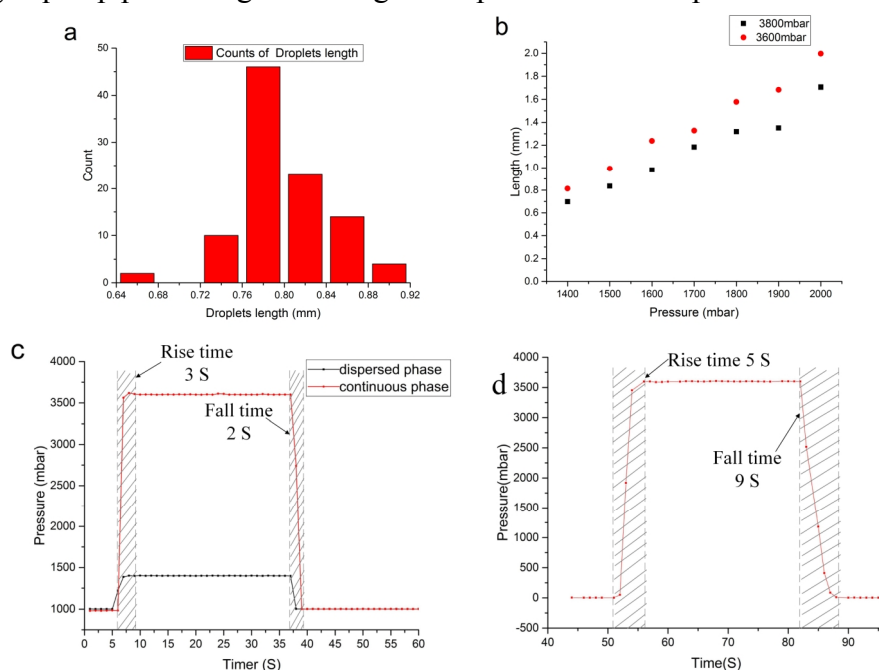 a
Counts of Droplets length
50
40
30
20
10
0
Count
0.64 0.68 0.72 0.76 0.80 0.84 0.88 0.92
Droplets length (mm)
b
3800mbar
3600mbar
2.0
1.8
1.6
1.4
1.2
1.0
0.8
0.6
0.4
0.2
0.0
Length (mm)
1400 1500 1600 1700 1800 1900 2000
Pressure (mbar)
c
Rise time
3 S
Fall time
2 S
dispersed phase
continuous phase
4000
3500
3000
2500
2000
1500
1000
Pressure (mbar)
0 5 10 15 20 25 30 35 40 45 50 55 60
Timer (S)
d
Rise time 5 S
Fall time
9 S
4000
3500
3000
2500
2000
1500
1000
500
0
-500
Pressure(mbar)
40 50 60 70 80 90
Time(S)